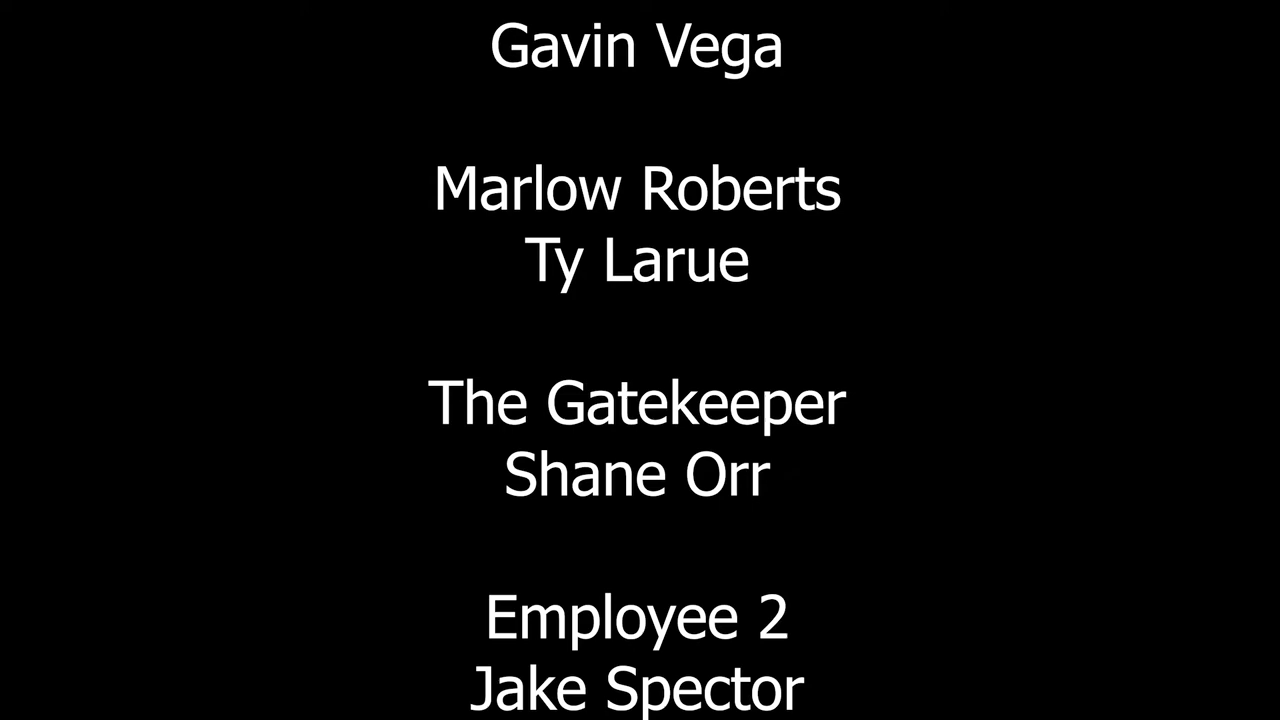 Gavin Vega
Marlow Roberts
Ty Larue
The Gatekeeper
Shane Orr
Employee 2
Jake Spector